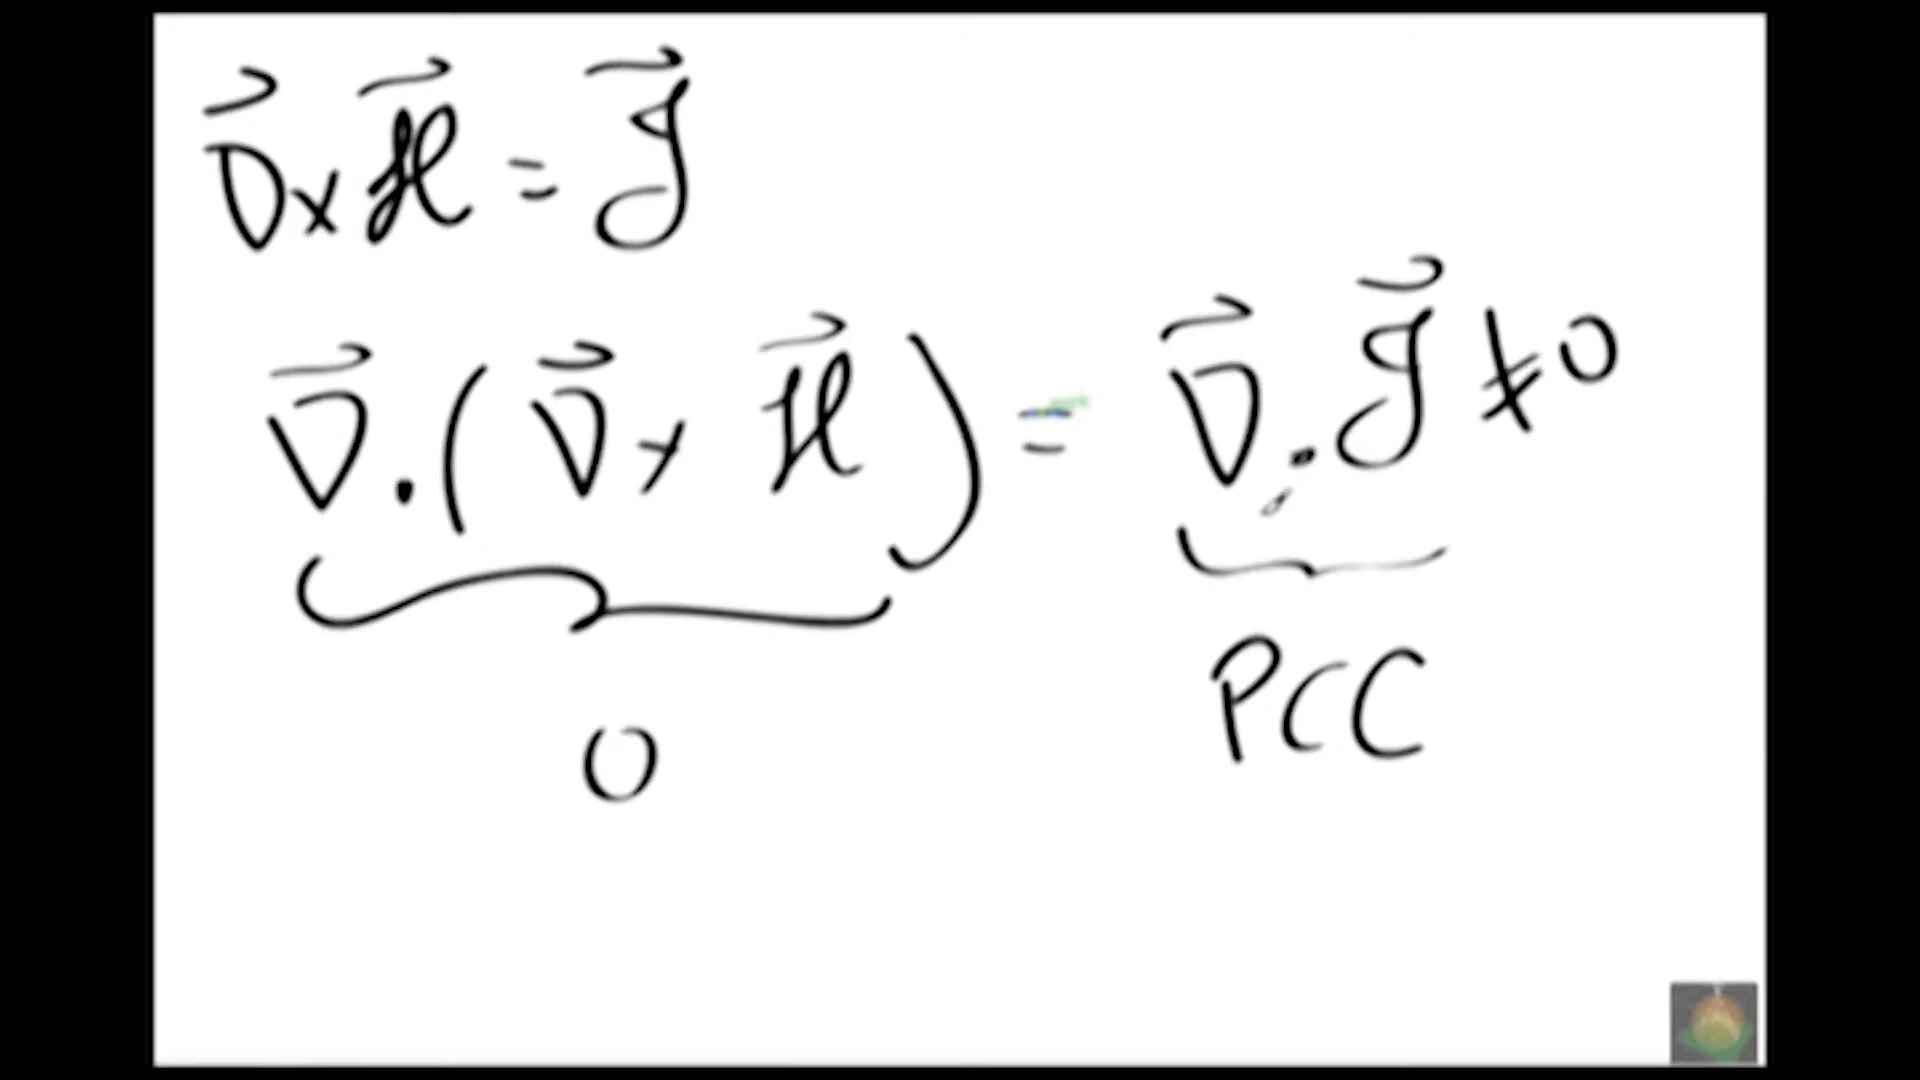 ∇⃗ × ℋ⃗ = 𝒥⃗
∇⃗ · (∇⃗ × ℋ⃗) = ∇⃗ · 𝒥⃗ ≠ 0
0 PCC